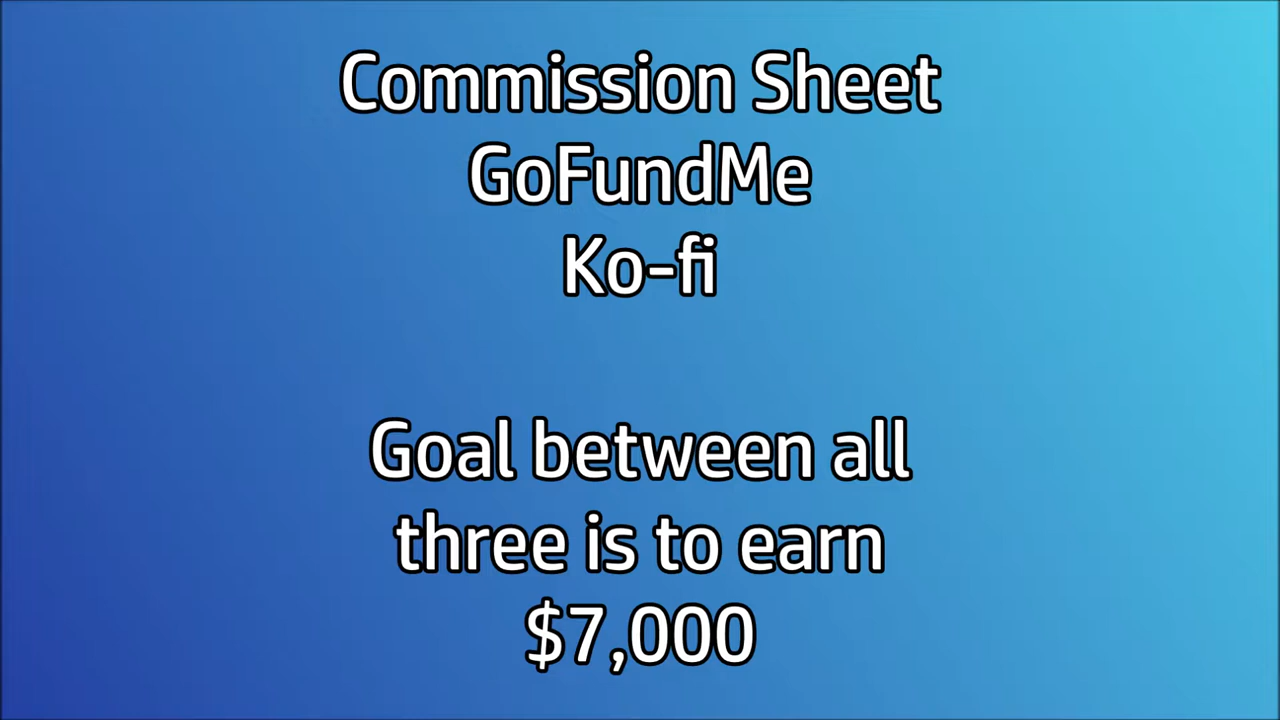 Commission Sheet
GoFundMe
Ko-fi
Goal between all
three is to earn
$7,000